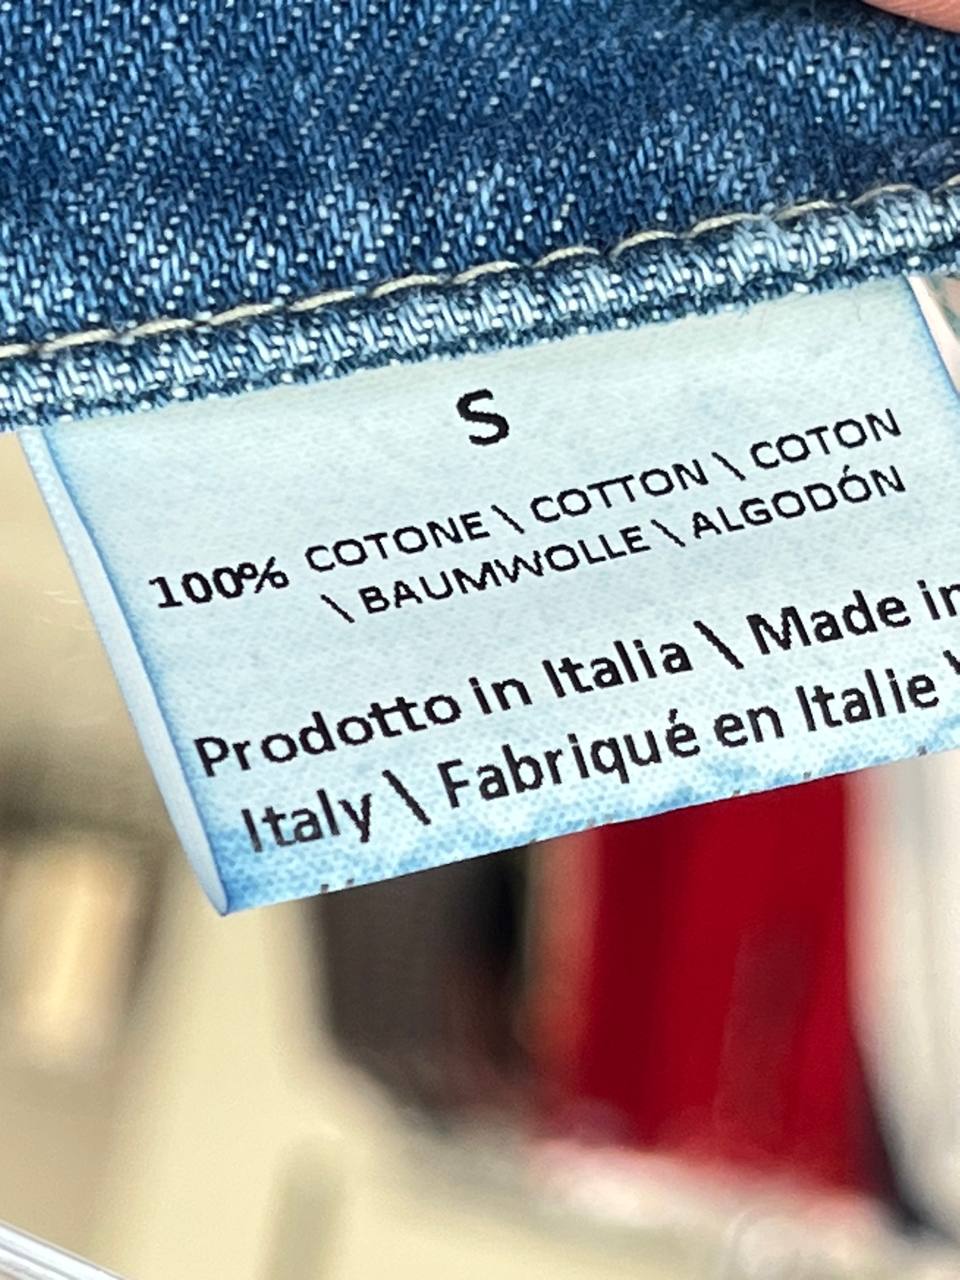 S
100% COTONE \ COTTON \ COTON
\ BAUMWOLLE \ ALGODÓN
Prodotto in Italia \ Made in
Italy \ Fabriqué en Italie \